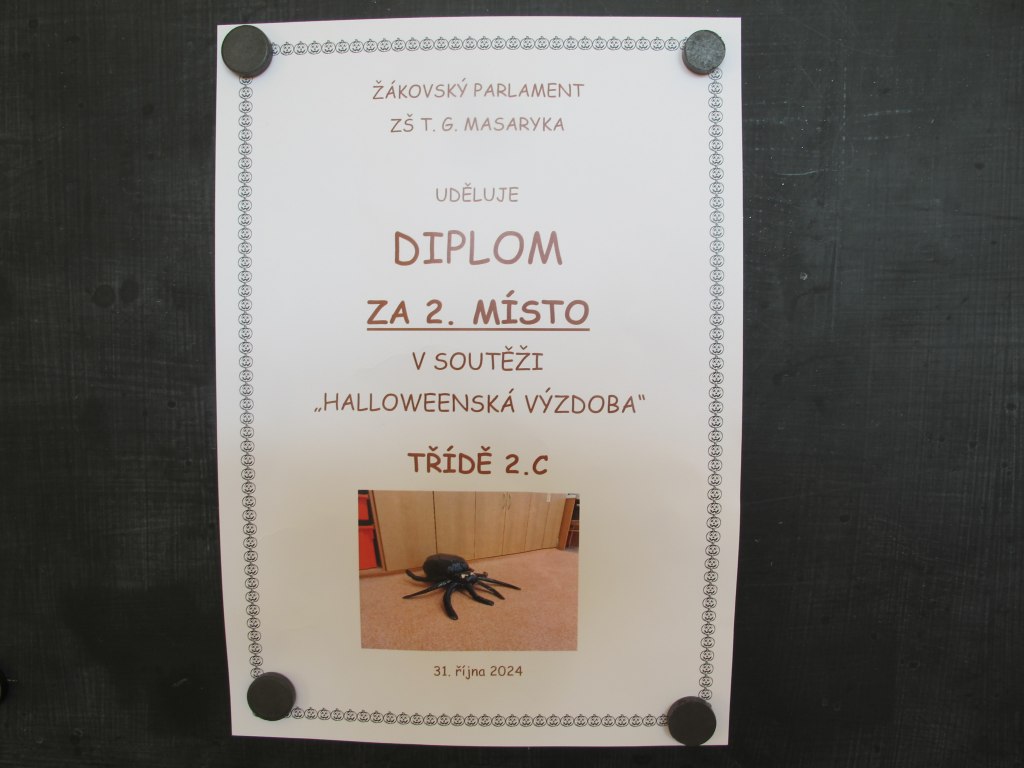 ŽÁKOVSKÝ PARLAMENT
ZŠ T. G. MASARYKA
UDĚLUJE
DIPLOM
ZA 2. MÍSTO
V SOUTĚŽI
„HALLOWEENSKÁ VÝZDOBA“
TŘÍDĚ 2.C
31. října 2024